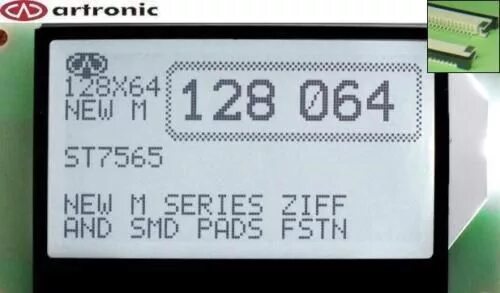 artronic
128X64
NEW M
128 064
ST7565
NEW M SERIES ZIFF
AND SMD PADS FSTN